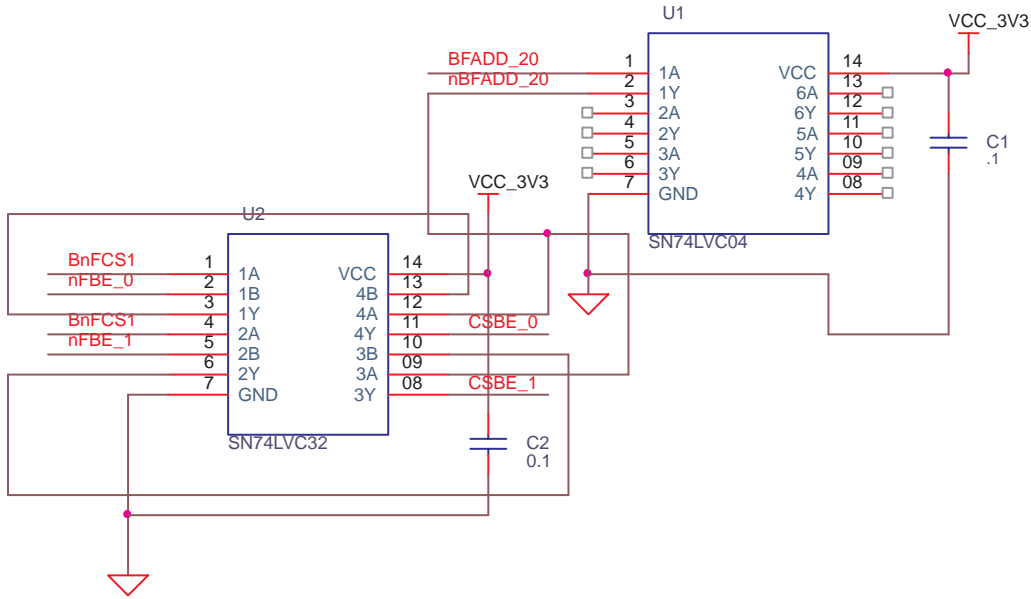 U1
VCC_3V3
BFADD_20
nBFADD_20
1 1A VCC 14
2 1Y 6A 13
3 2A 6Y 12
4 2Y 5A 11
5 3A 5Y 10
6 3Y 4A 09
7 GND 4Y 08
SN74LVC04
C1
.1
VCC_3V3
U2
BnFCS1 1 1A VCC 14
nFBE_0 2 1B 4B 13
3 1Y 4A 12
BnFCS1 4 2A 4Y 11 CSBE_0
nFBE_1 5 2B 3B 10
6 2Y 3A 09
7 GND 3Y 08 CSBE_1
SN74LVC32
C2
0.1